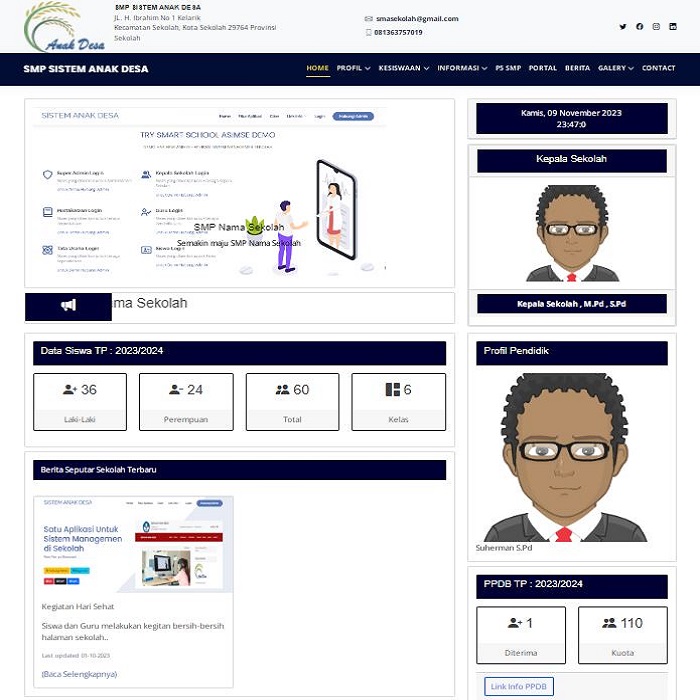 SMP SISTEM ANAK DESA
JL. H. Ibrahim No 1 Kelarik
Kecamatan Sekolah, Kota Sekolah 29764 Provinsi
Sekolah
Anak Desa
smasekolah@gmail.com
081363757019
SMP SISTEM ANAK DESA
HOME PROFIL KESISWAAN INFORMASI PS SMP PORTAL BERITA GALERY CONTACT
SISTEM ANAK DESA
Home
Login
TRY SMART SCHOOL ASIMSE DEMO
Super Admin Login
Kepala Sekolah Login
Guru Login
Tata Usaha Login
Siswa Login
SMP Nama Sekolah
Semakin maju SMP Nama Sekolah
ma Sekolah
Kamis, 09 November 2023
23:47:0
Kepala Sekolah
Kepala Sekolah , M.Pd , S.Pd
Data Siswa TP : 2023/2024
36
Laki-Laki
24
Perempuan
60
Total
6
Kelas
Profil Pendidik
Suherman S.Pd
Berita Seputar Sekolah Terbaru
SISTEM ANAK DESA
Satu Aplikasi Untuk
Sistem Managemen
di Sekolah
Kegiatan Hari Sehat
Siswa dan Guru melakukan kegitan bersih-bersih
halaman sekolah..
Last updated 01-10-2023
(Baca Selengkapnya)
PPDB TP : 2023/2024
1
Diterima
110
Kuota
Link Info PPDB